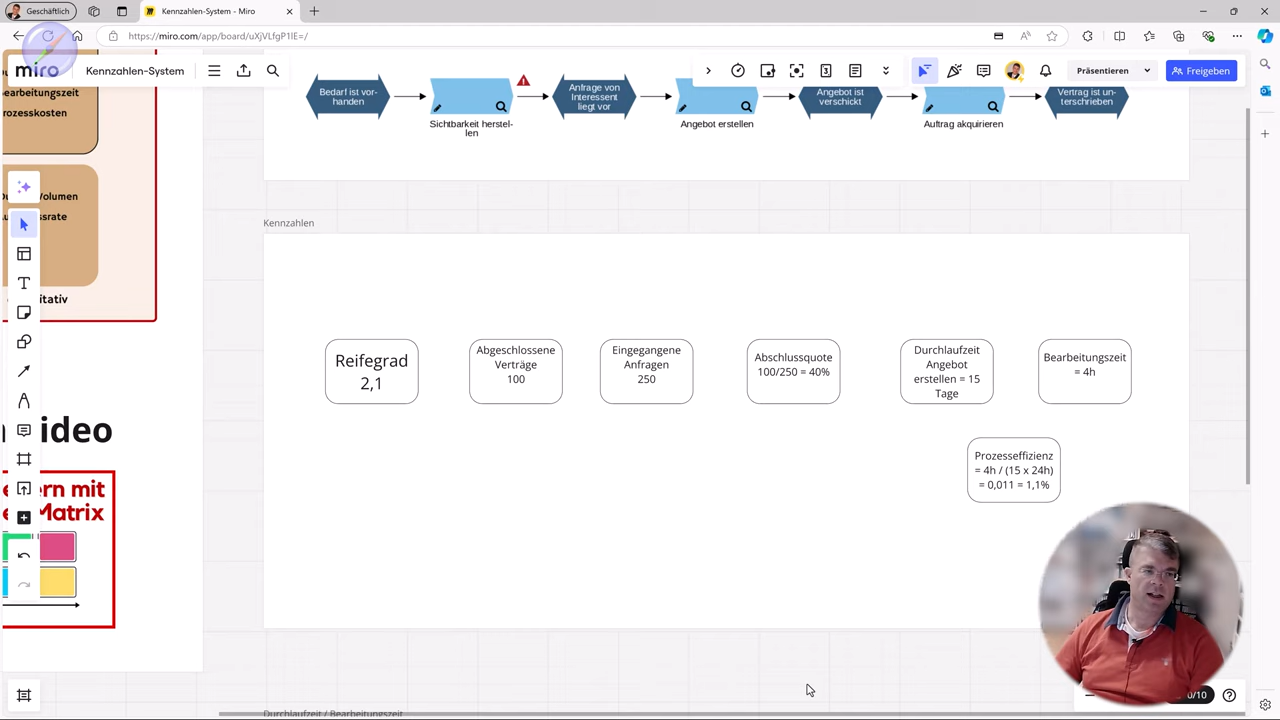 Geschäftlich
Kennzahlen-System - Miro
https://miro.com/app/board/uXjVLfgP1lE=/
miro
Kennzahlen-System
Präsentieren
Freigeben
Bearbeitungszeit
Prozesskosten
Volumen
itativ
ideo
ern mit
Matrix
Bedarf ist vor-
handen
Sichtbarkeit herstel-
len
Anfrage von
Interessent
liegt vor
Angebot erstellen
Angebot ist
verschickt
Auftrag akquirieren
Vertrag ist un-
terschrieben
Kennzahlen
Reifegrad
2,1
Abgeschlossene
Verträge
100
Eingegangene
Anfragen
250
Abschlussquote
100/250 = 40%
Durchlaufzeit
Angebot
erstellen = 15
Tage
Bearbeitungszeit
= 4h
Prozesseffizienz
= 4h / (15 x 24h)
= 0,011 = 1,1%
0/10
Durchlaufzeit / Bearbeitungszeit